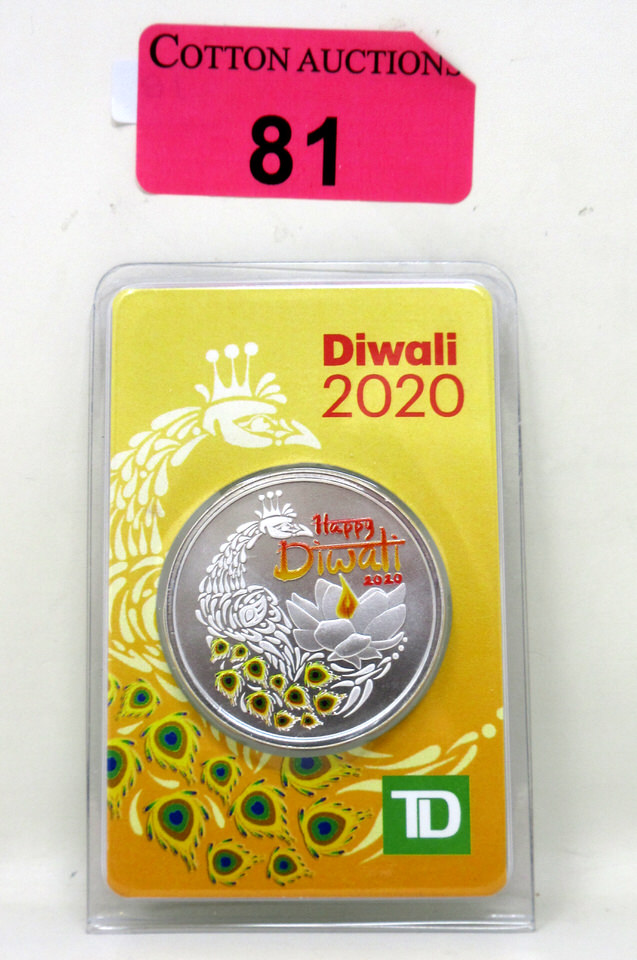 COTTON AUCTIONS
81
Diwali
2020
Happy
Diwali
2020
TD